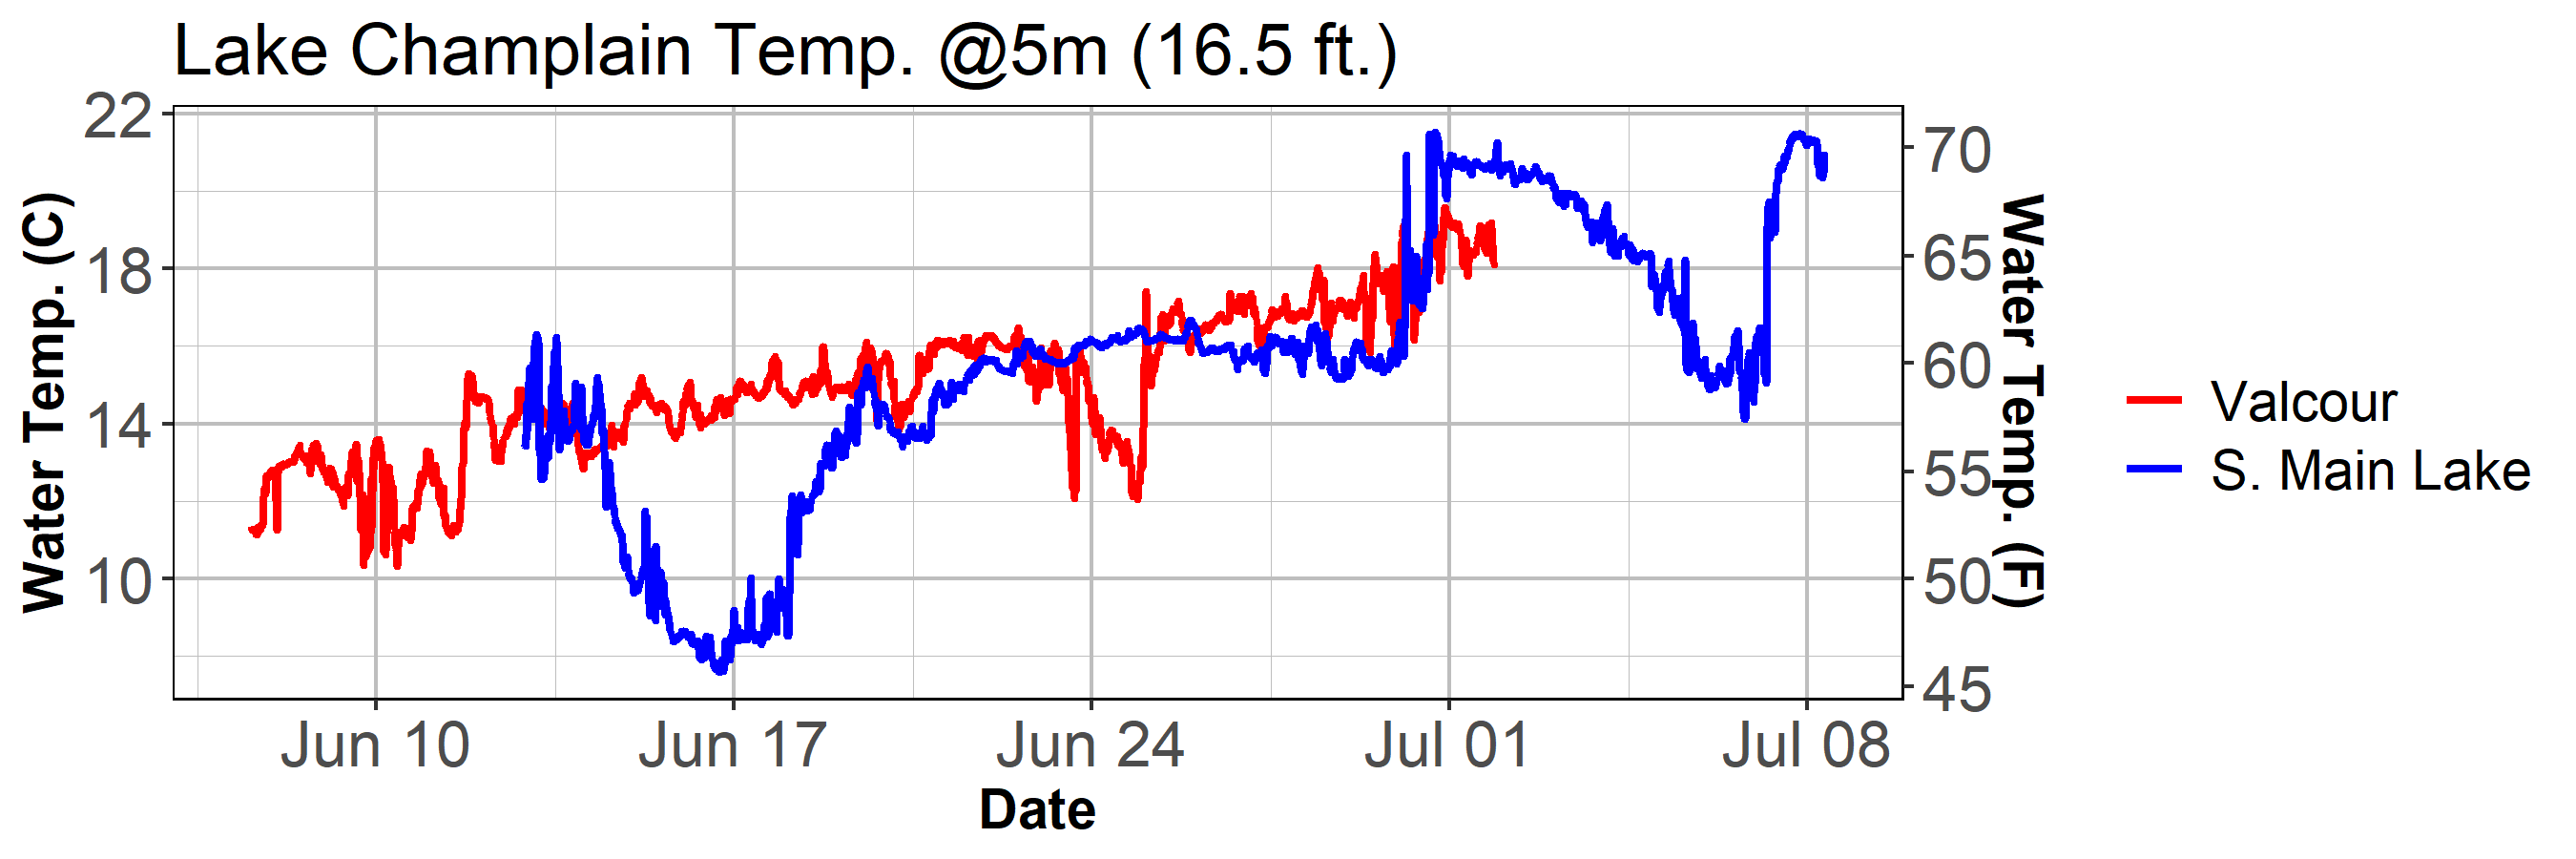 Lake Champlain Temp. @5m (16.5 ft.)
Water Temp. (C)
22
18
14
10
70
65
60
55
50
45
Water Temp. (F)
Jun 10
Jun 17
Jun 24
Jul 01
Jul 08
Date
Valcour
S. Main Lake